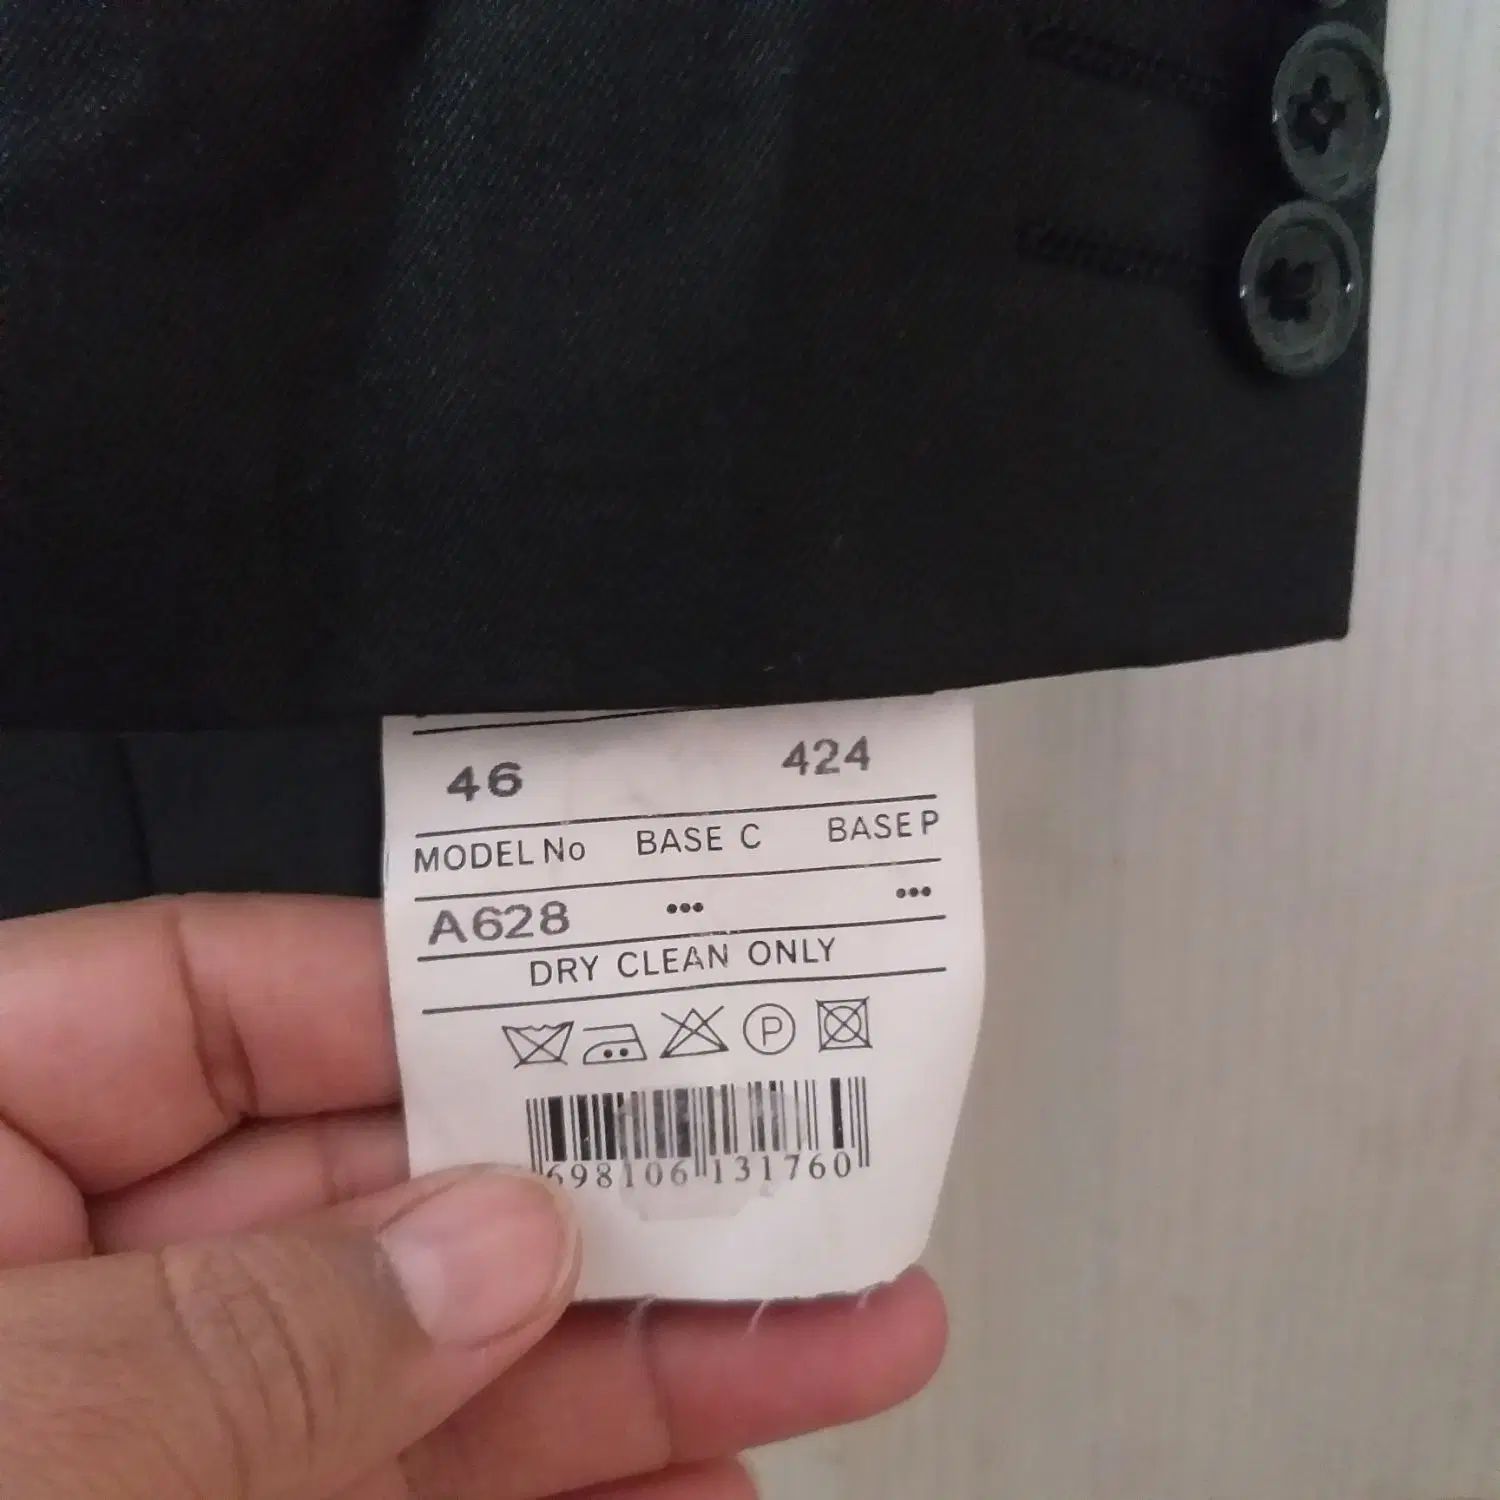 46 424
MODEL No BASE C BASE P
A628 ••• •••
DRY CLEAN ONLY
P
698106 131760